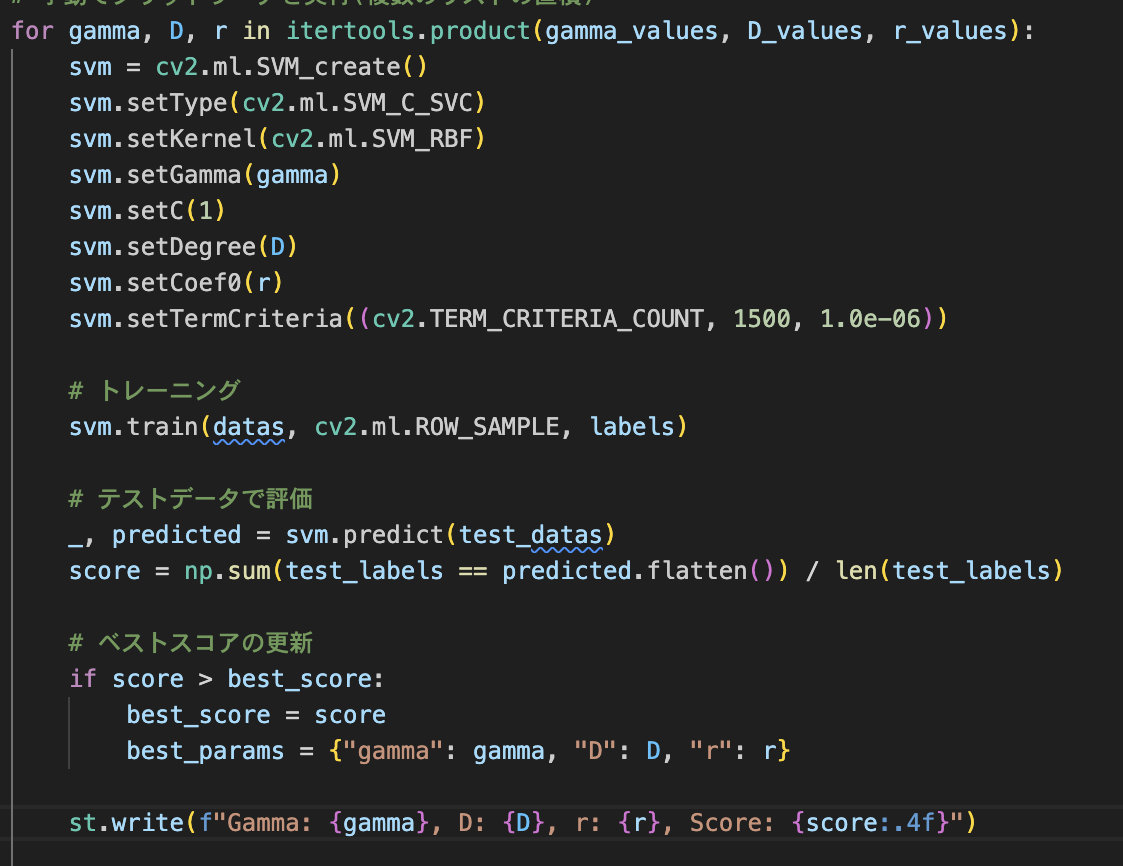 for gamma, D, r in itertools.product(gamma_values, D_values, r_values):
    svm = cv2.ml.SVM_create()
    svm.setType(cv2.ml.SVM_C_SVC)
    svm.setKernel(cv2.ml.SVM_RBF)
    svm.setGamma(gamma)
    svm.setC(1)
    svm.setDegree(D)
    svm.setCoef0(r)
    svm.setTermCriteria((cv2.TERM_CRITERIA_COUNT, 1500, 1.0e-06))
    # トレーニング
    svm.train(datas, cv2.ml.ROW_SAMPLE, labels)
    # テストデータで評価
    _, predicted = svm.predict(test_datas)
    score = np.sum(test_labels == predicted.flatten()) / len(test_labels)
    # ベストスコアの更新
    if score > best_score:
        best_score = score
        best_params = {"gamma": gamma, "D": D, "r": r}
    st.write(f"Gamma: {gamma}, D: {D}, r: {r}, Score: {score:.4f}")